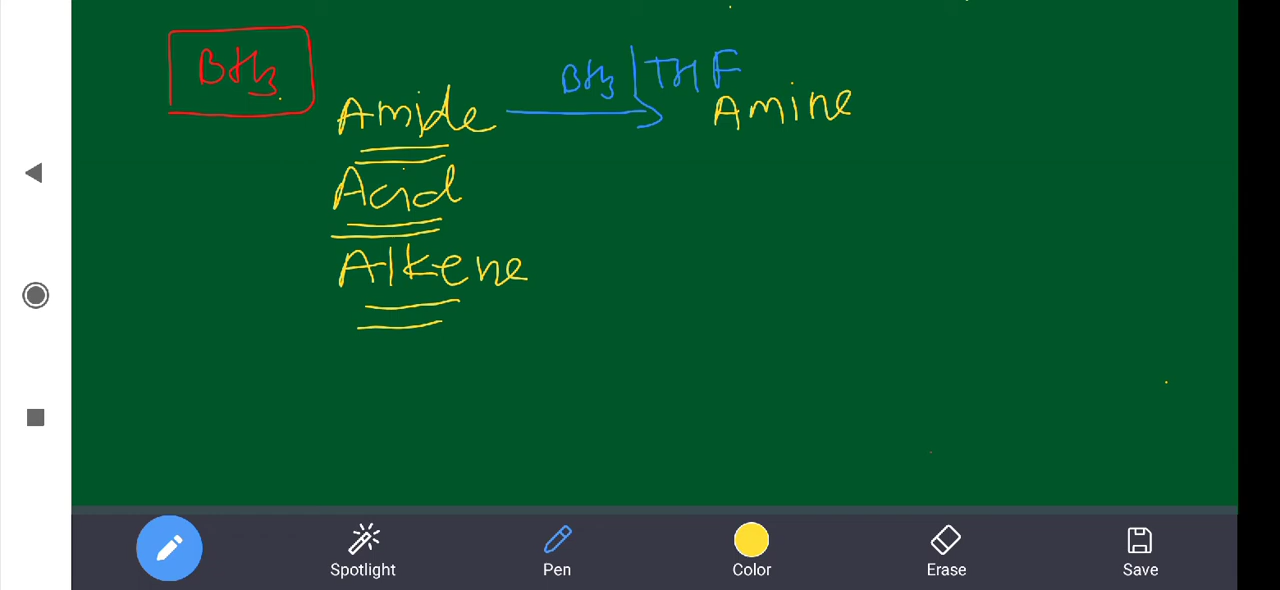 BH3
BH3 | THF
Amide Amine
Acid
Alkene
Spotlight Pen Color Erase Save